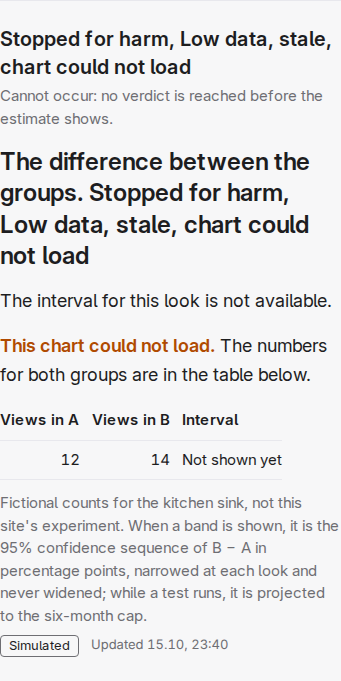 Stopped for harm, Low data, stale,
chart could not load
Cannot occur: no verdict is reached before the
estimate shows.
The difference between the
groups. Stopped for harm,
Low data, stale, chart could
not load
The interval for this look is not available.
This chart could not load. The numbers
for both groups are in the table below.
Views in A Views in B Interval
12 14 Not shown yet
Fictional counts for the kitchen sink, not this
site's experiment. When a band is shown, it is the
95% confidence sequence of B − A in
percentage points, narrowed at each look and
never widened; while a test runs, it is projected
to the six-month cap.
Simulated Updated 15.10, 23:40